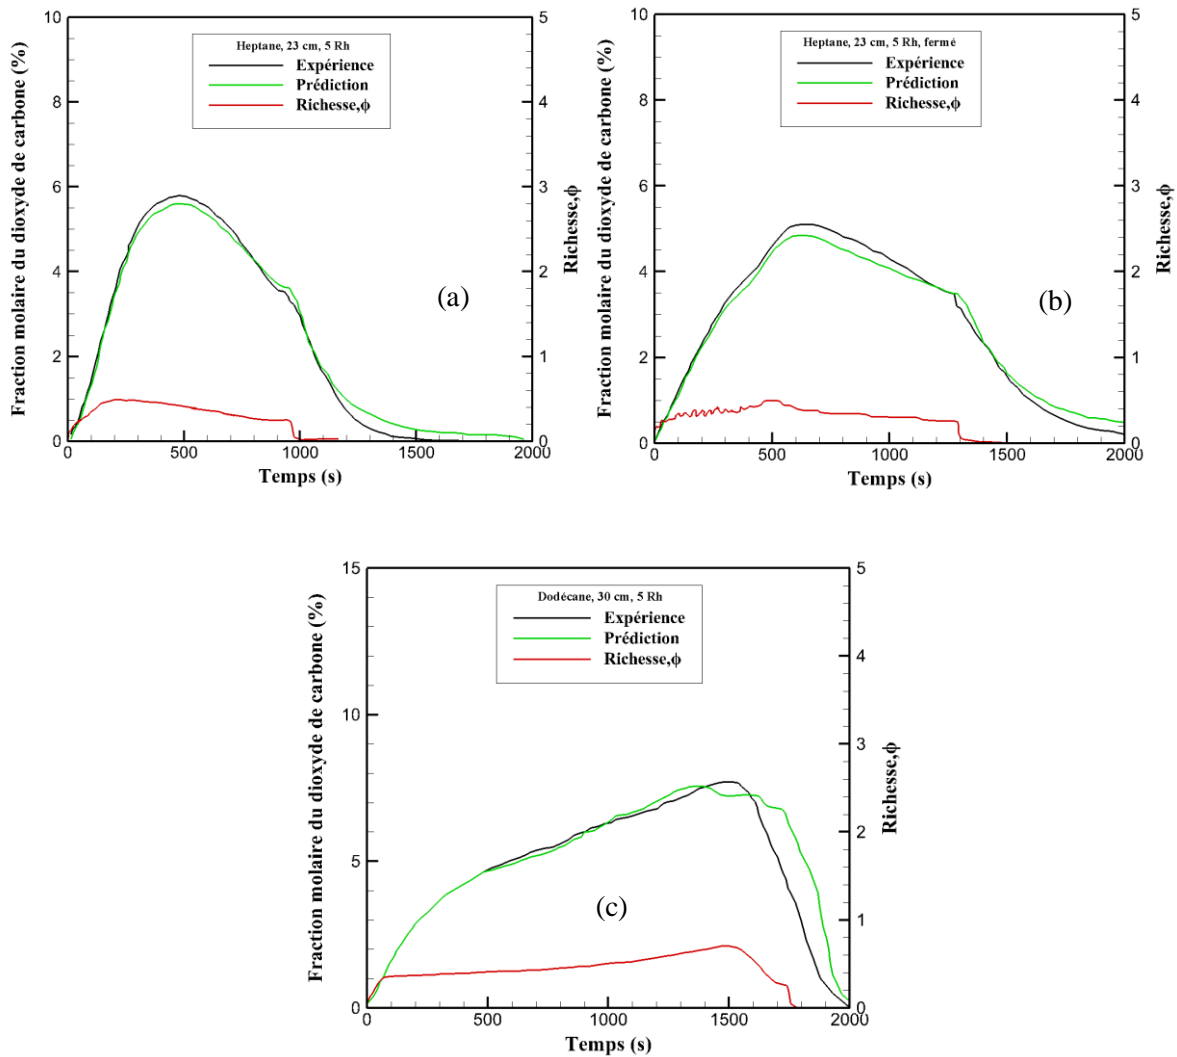 Heptane, 23 cm, 5 Rh
Expérience
Prédiction
Richesse,ϕ
Fraction molaire du dioxyde de carbone (%)
0
2
4
6
8
10
Richesse,ϕ
0
1
2
3
4
5
0
500
1000
1500
2000
Temps (s)
(a)
Heptane, 23 cm, 5 Rh, fermé
Expérience
Prédiction
Richesse,ϕ
Fraction molaire du dioxyde de carbone (%)
0
2
4
6
8
10
Richesse,ϕ
0
1
2
3
4
5
0
500
1000
1500
2000
Temps (s)
(b)
Dodécane, 30 cm, 5 Rh
Expérience
Prédiction
Richesse,ϕ
Fraction molaire du dioxyde de carbone (%)
0
5
10
15
Richesse,ϕ
0
1
2
3
4
5
0
500
1000
1500
2000
Temps (s)
(c)